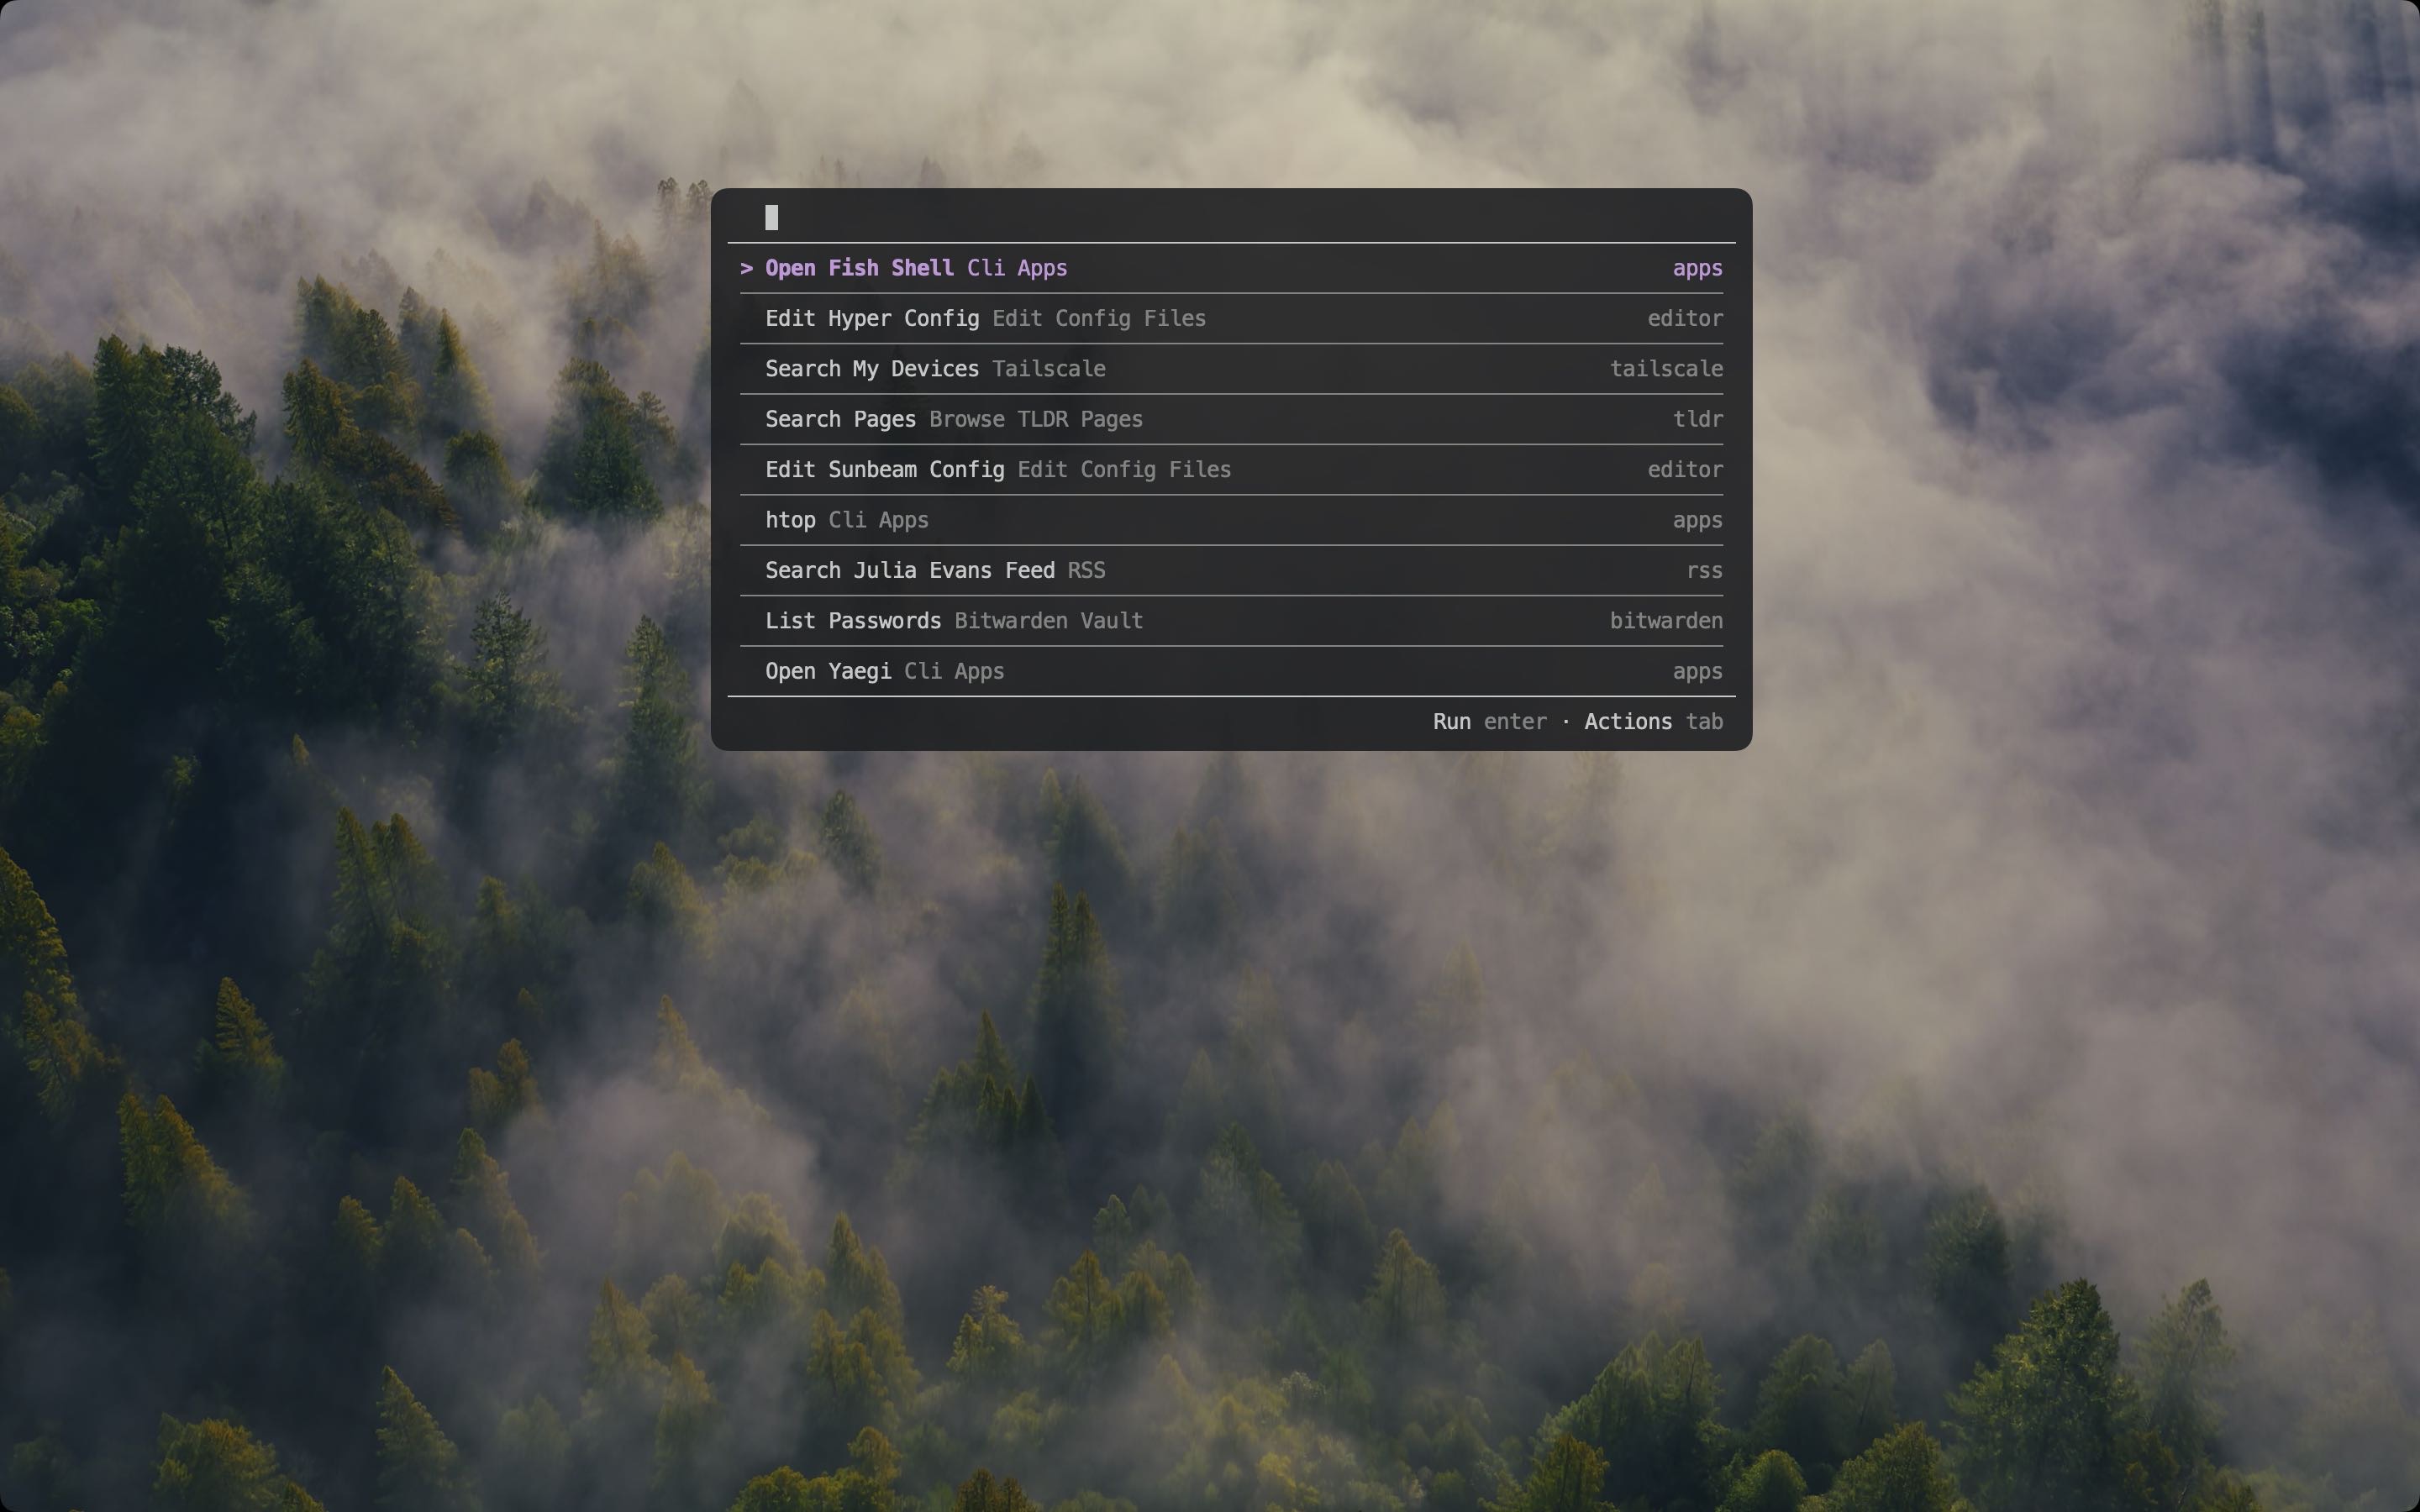 > Open Fish Shell Cli Apps apps
Edit Hyper Config Edit Config Files editor
Search My Devices Tailscale tailscale
Search Pages Browse TLDR Pages tldr
Edit Sunbeam Config Edit Config Files editor
htop Cli Apps apps
Search Julia Evans Feed RSS rss
List Passwords Bitwarden Vault bitwarden
Open Yaegi Cli Apps apps
Run enter · Actions tab